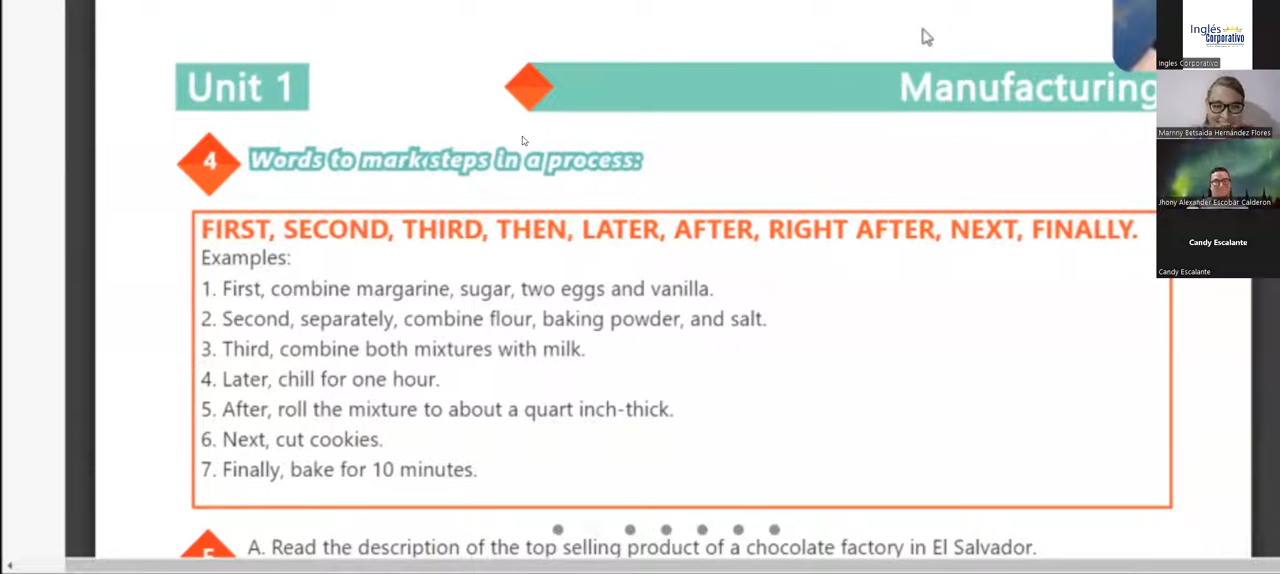 Unit 1
Manufacturing
4
Words to mark steps in a process:
FIRST, SECOND, THIRD, THEN, LATER, AFTER, RIGHT AFTER, NEXT, FINALLY.
Examples:
1. First, combine margarine, sugar, two eggs and vanilla.
2. Second, separately, combine flour, baking powder, and salt.
3. Third, combine both mixtures with milk.
4. Later, chill for one hour.
5. After, roll the mixture to about a quart inch-thick.
6. Next, cut cookies.
7. Finally, bake for 10 minutes.
5
A. Read the description of the top selling product of a chocolate factory in El Salvador.
Inglés
Corporativo
Ingles Corporativo
Marnny Betsaida Hernández Flores
Jhony Alexander Escobar Calderon
Candy Escalante
Candy Escalante